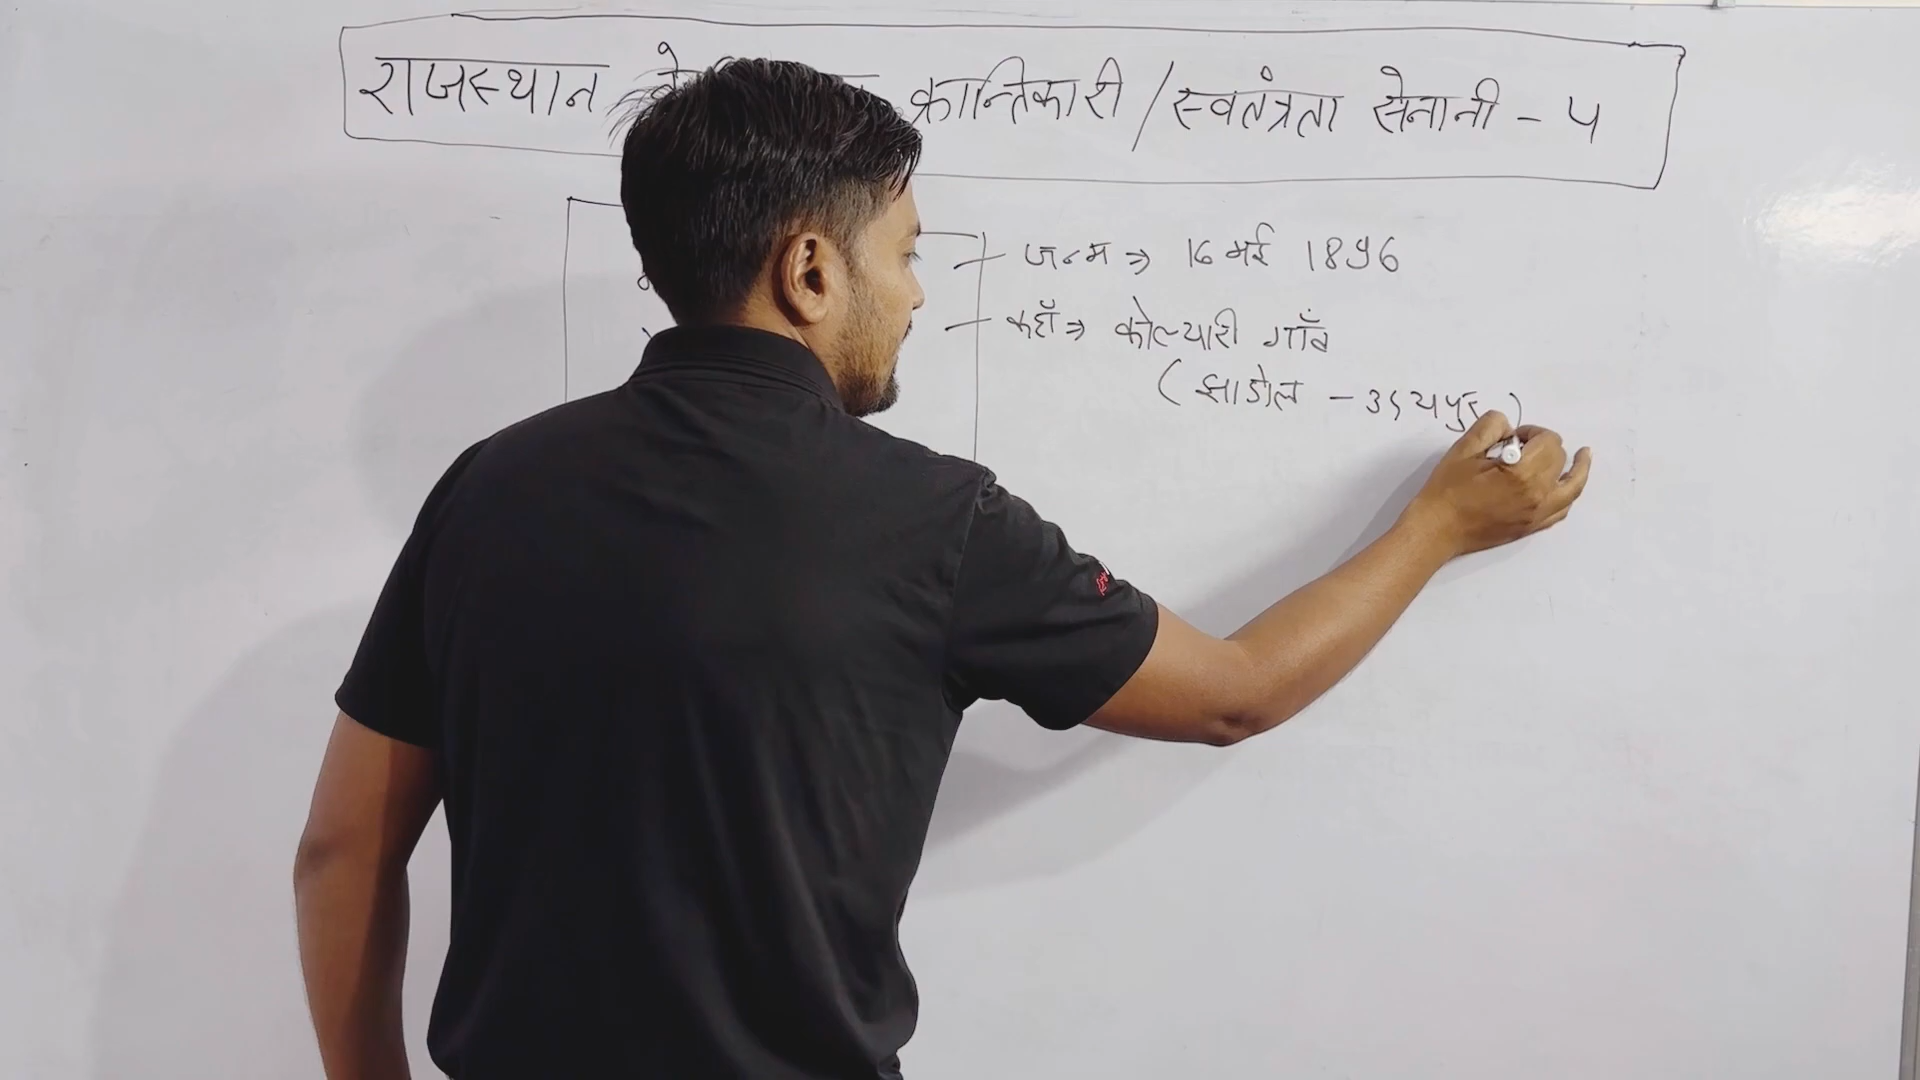 राजस्थान के क्रान्तिकारी / स्वतंत्रता सेनानी - 5
जन्म ⇒ 16 मई 1896
कहाँ ⇒ कोल्यारी गाँव
(झाडोल - उदयपुर)